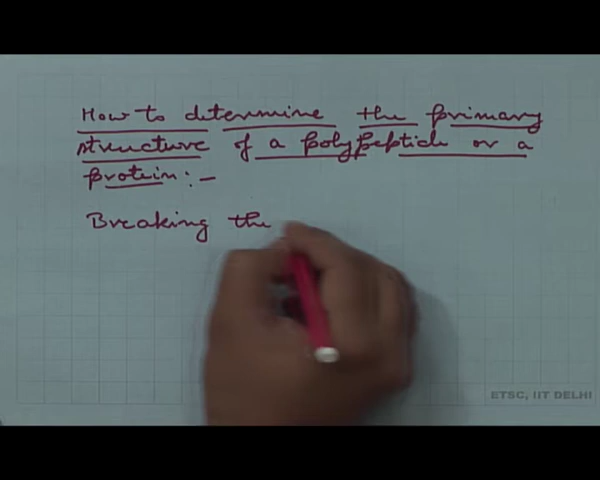 How to determine the primary
structure of a polypeptide or a
protein:-
Breaking the
ETSC, IIT DELHI